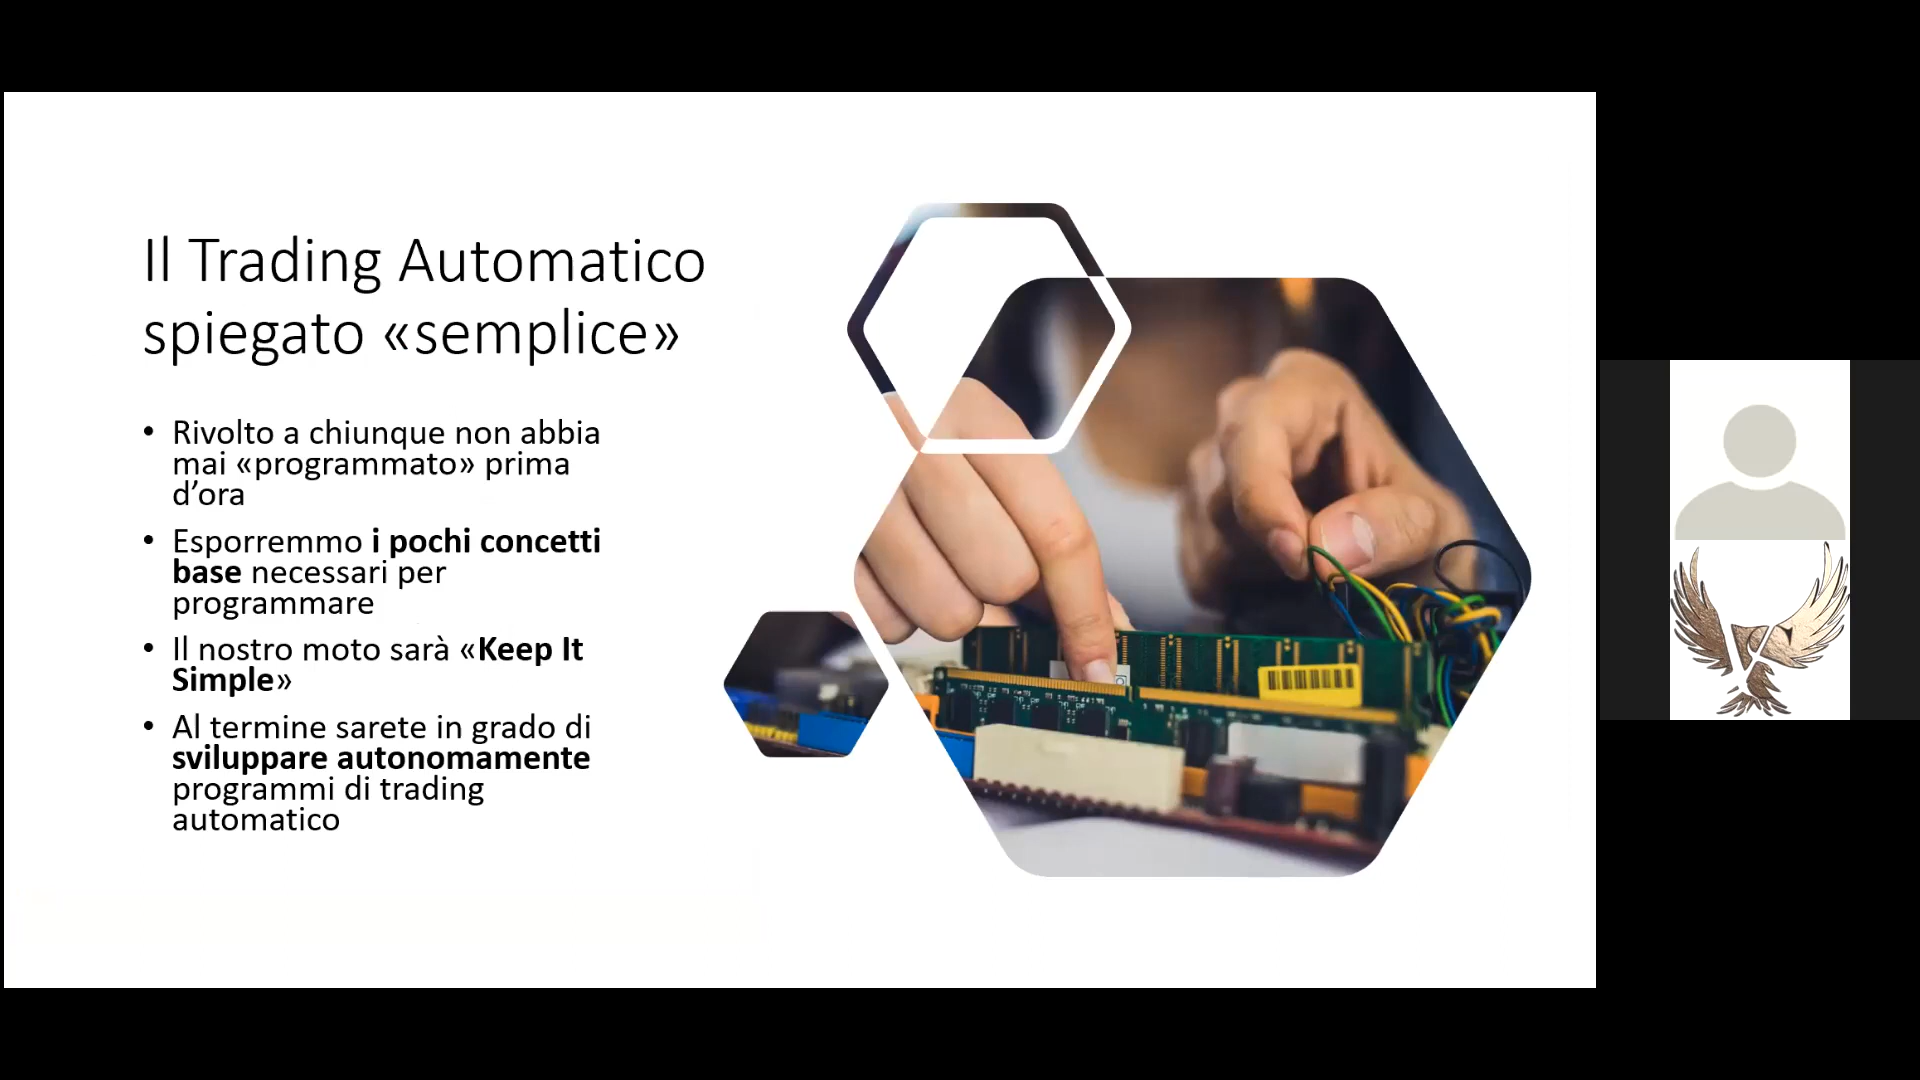 Il Trading Automatico
spiegato «semplice»
• Rivolto a chiunque non abbia
mai «programmato» prima
d’ora
• Esporremmo i pochi concetti
base necessari per
programmare
• Il nostro moto sarà «Keep It
Simple»
• Al termine sarete in grado di
sviluppare autonomamente
programmi di trading
automatico